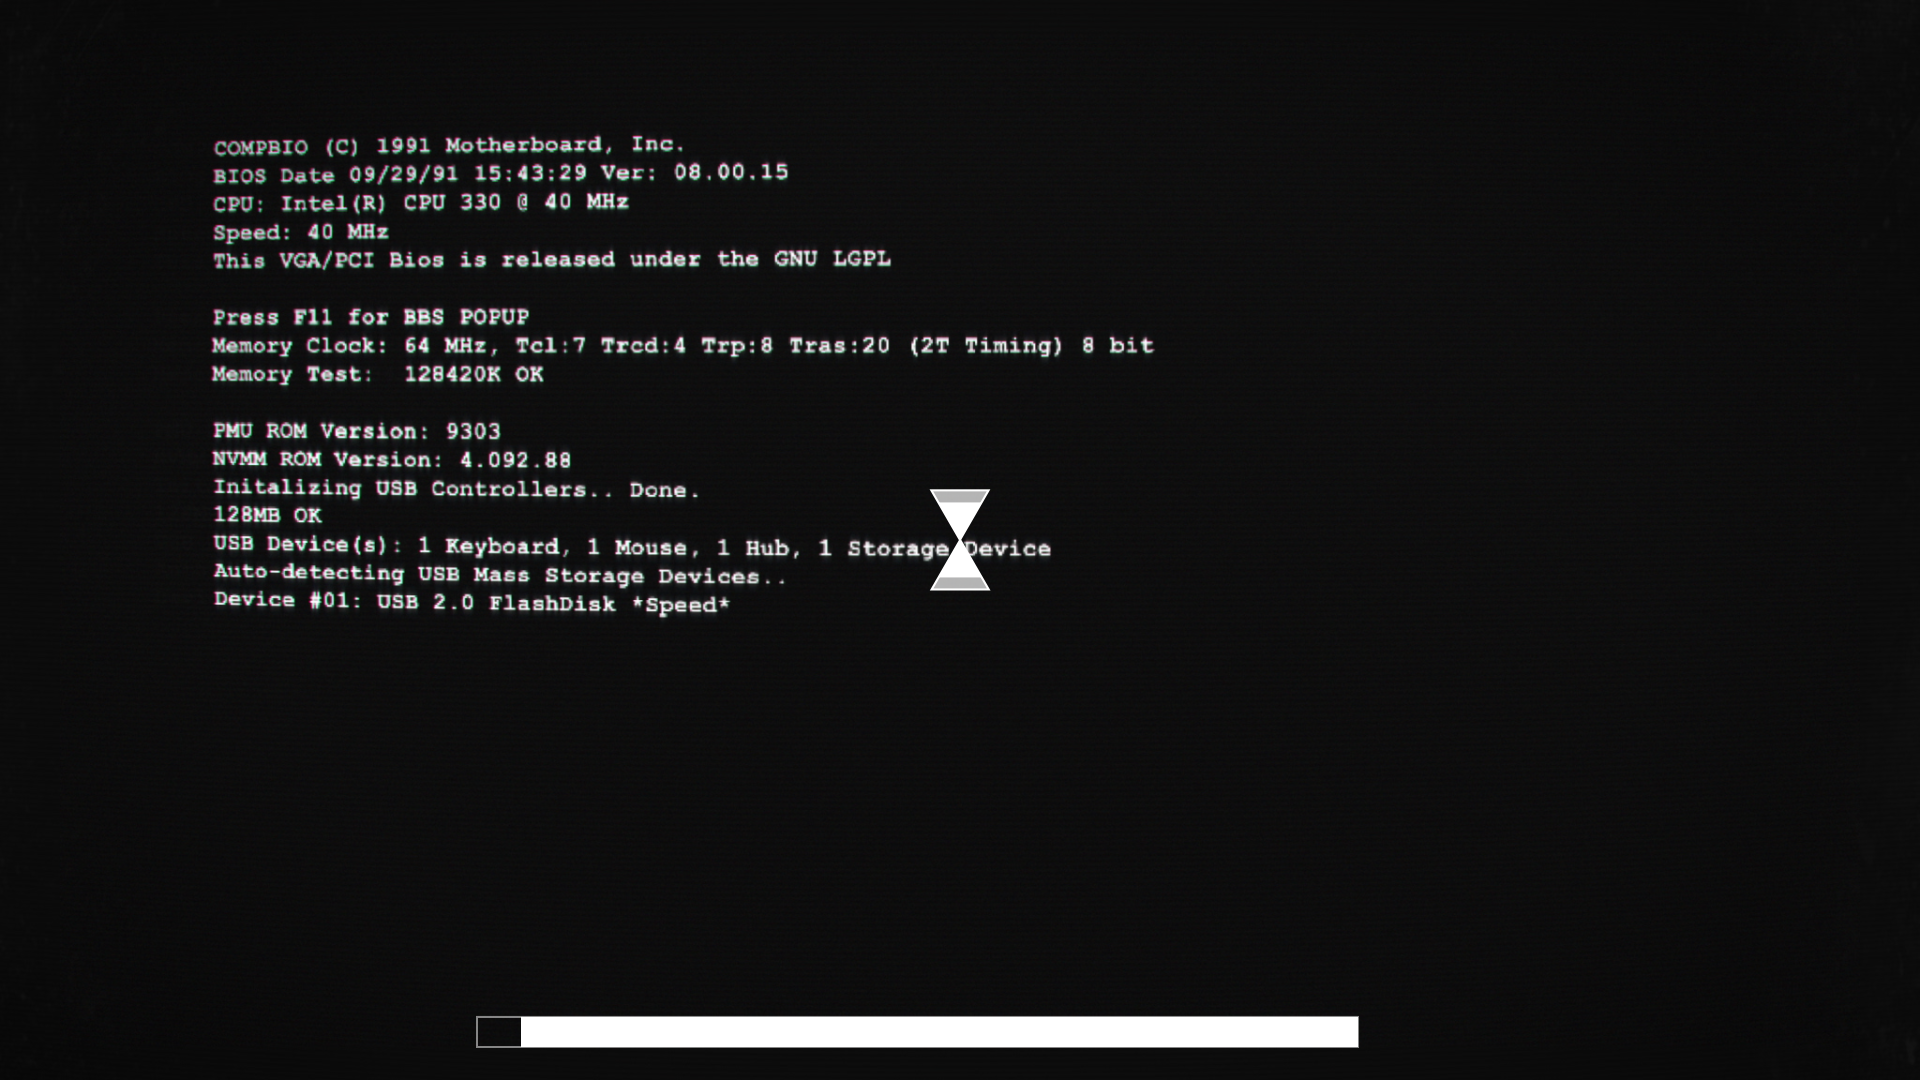 COMPBIO (C) 1991 Motherboard, Inc.
BIOS Date 09/29/91 15:43:29 Ver: 08.00.15
CPU: Intel(R) CPU 330 @ 40 MHz
Speed: 40 MHz
This VGA/PCI Bios is released under the GNU LGPL
Press F11 for BBS POPUP
Memory Clock: 64 MHz, Tcl:7 Trcd:4 Trp:8 Tras:20 (2T Timing) 8 bit
Memory Test: 128420K OK
PMU ROM Version: 9303
NVMM ROM Version: 4.092.88
Initalizing USB Controllers.. Done.
128MB OK
USB Device(s): 1 Keyboard, 1 Mouse, 1 Hub, 1 Storage Device
Auto-detecting USB Mass Storage Devices..
Device #01: USB 2.0 FlashDisk *Speed*